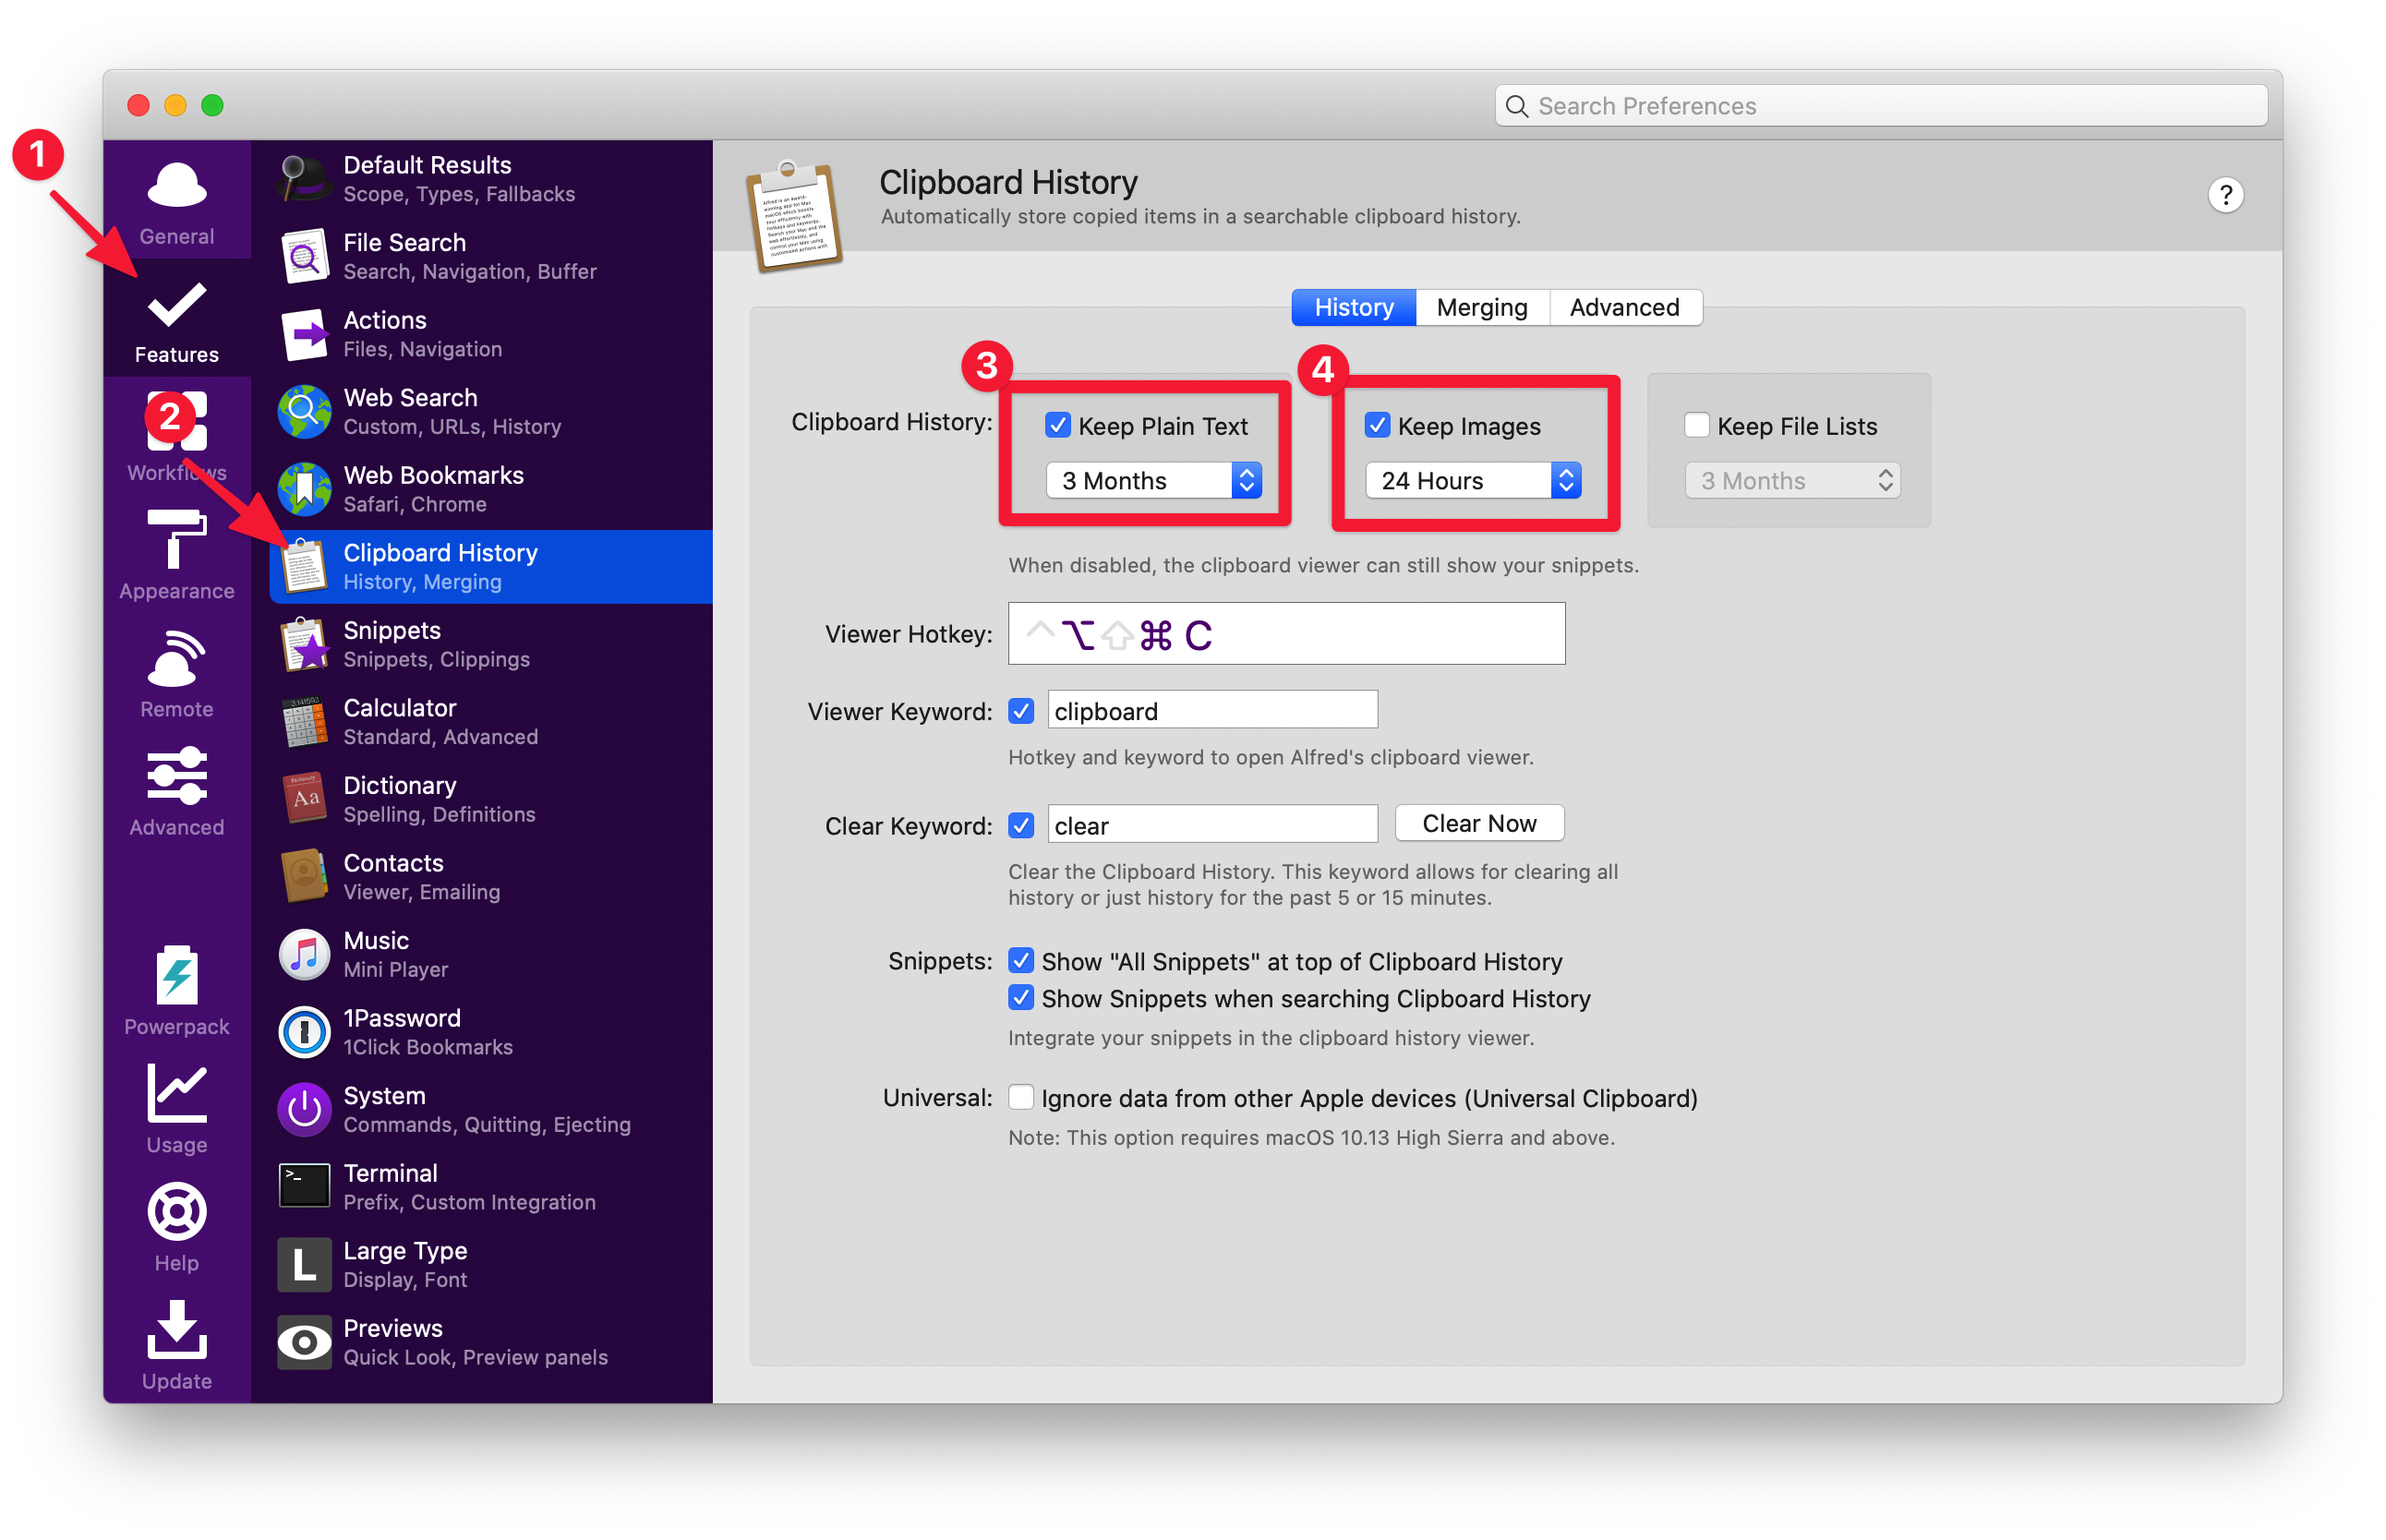 Search Preferences
1
General
Features
2
Workflows
Appearance
Remote
Advanced
Powerpack
Usage
Help
Update
Default Results
Scope, Types, Fallbacks
File Search
Search, Navigation, Buffer
Actions
Files, Navigation
Web Search
Custom, URLs, History
Web Bookmarks
Safari, Chrome
Clipboard History
History, Merging
Snippets
Snippets, Clippings
Calculator
Standard, Advanced
Dictionary
Spelling, Definitions
Contacts
Viewer, Emailing
Music
Mini Player
1Password
1Click Bookmarks
System
Commands, Quitting, Ejecting
Terminal
Prefix, Custom Integration
Large Type
Display, Font
Previews
Quick Look, Preview panels
Clipboard History
Automatically store copied items in a searchable clipboard history.
?
History Merging Advanced
3 4
Clipboard History: Keep Plain Text Keep Images Keep File Lists
3 Months 24 Hours 3 Months
When disabled, the clipboard viewer can still show your snippets.
Viewer Hotkey: ^⌥⇧⌘ C
Viewer Keyword: clipboard
Hotkey and keyword to open Alfred's clipboard viewer.
Clear Keyword: clear Clear Now
Clear the Clipboard History. This keyword allows for clearing all
history or just history for the past 5 or 15 minutes.
Snippets: Show "All Snippets" at top of Clipboard History
Show Snippets when searching Clipboard History
Integrate your snippets in the clipboard history viewer.
Universal: Ignore data from other Apple devices (Universal Clipboard)
Note: This option requires macOS 10.13 High Sierra and above.